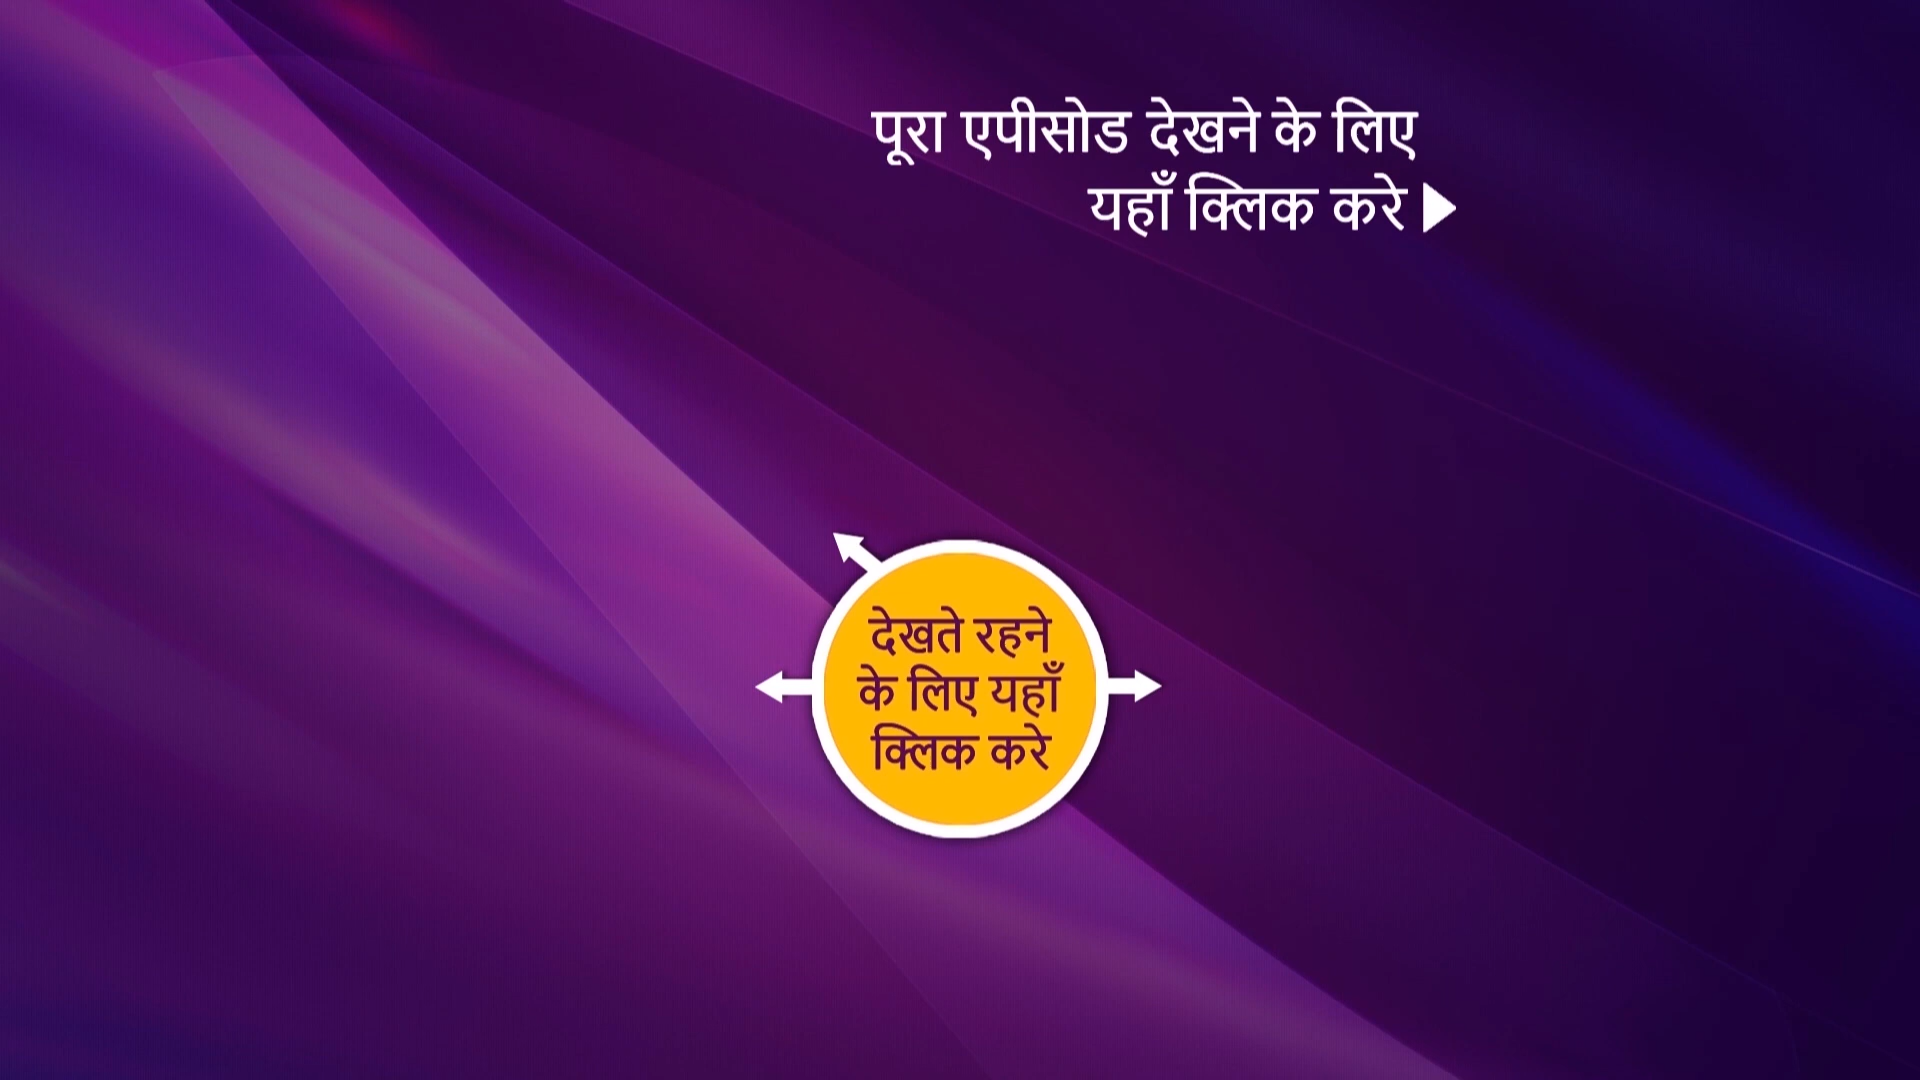 पूरा एपीसोड देखने के लिए
यहाँ क्लिक करे
देखते रहने
के लिए यहाँ
क्लिक करे